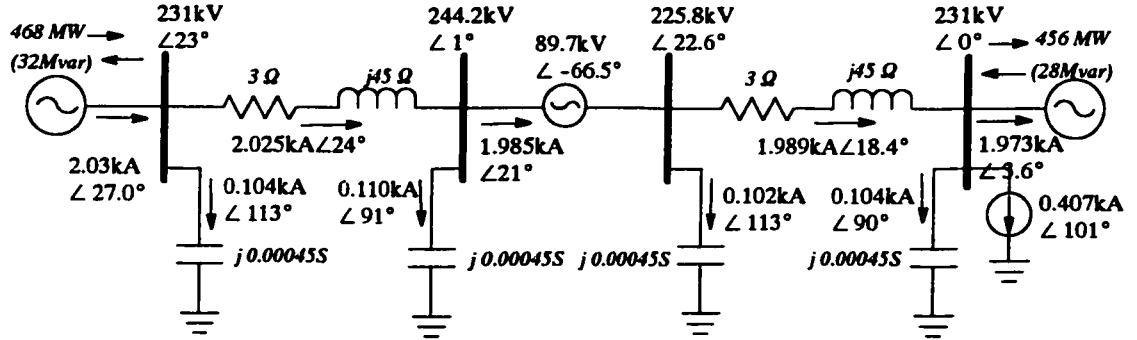 468 MW
(32Mvar)
231kV
∠23°
3 Ω
j45 Ω
244.2kV
∠ 1°
89.7kV
∠ -66.5°
225.8kV
∠ 22.6°
3 Ω
j45 Ω
231kV
∠ 0°
456 MW
(28Mvar)
2.03kA
∠ 27.0°
2.025kA∠24°
1.985kA
∠21°
1.989kA∠18.4°
1.973kA
∠ 3.6°
0.104kA
∠ 113°
0.110kA
∠ 91°
0.102kA
∠ 113°
0.104kA
∠ 90°
0.407kA
∠ 101°
j 0.00045S
j 0.00045S
j 0.00045S
j 0.00045S